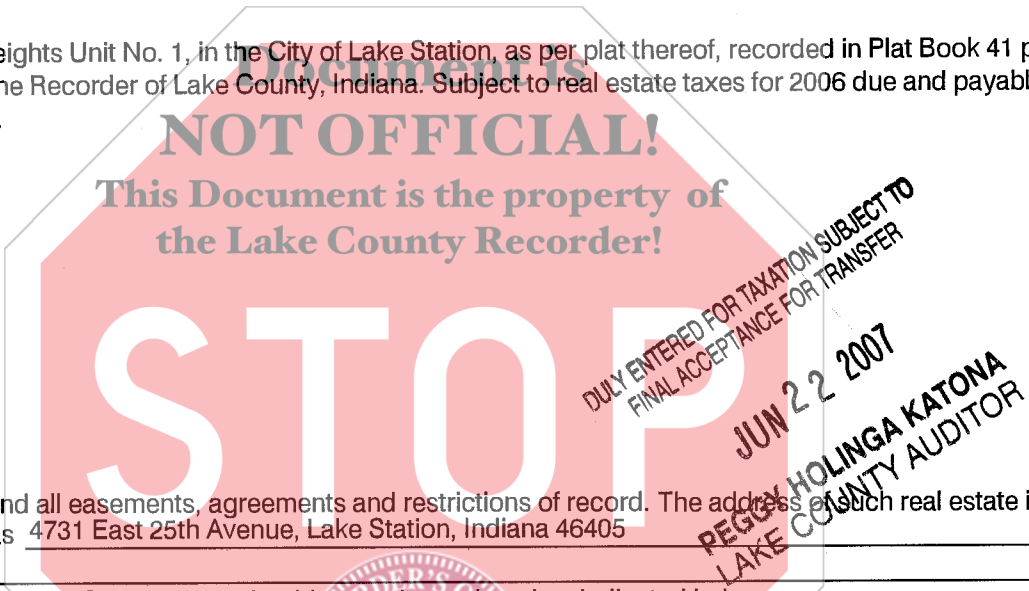 eights Unit No. 1, in the City of Lake Station, as per plat thereof, recorded in Plat Book 41 p
ne Recorder of Lake County, Indiana. Subject to real estate taxes for 2006 due and payabl
Document is
NOT OFFICIAL!
This Document is the property of
the Lake County Recorder!
STOP
DULY ENTERED FOR TAXATION SUBJECT TO
FINAL ACCEPTANCE FOR TRANSFER
JUN 22 2007
PEGGY HOLINGA KATONA
LAKE COUNTY AUDITOR
nd all easements, agreements and restrictions of record. The address of such real estate i
s 4731 East 25th Avenue, Lake Station, Indiana 46405